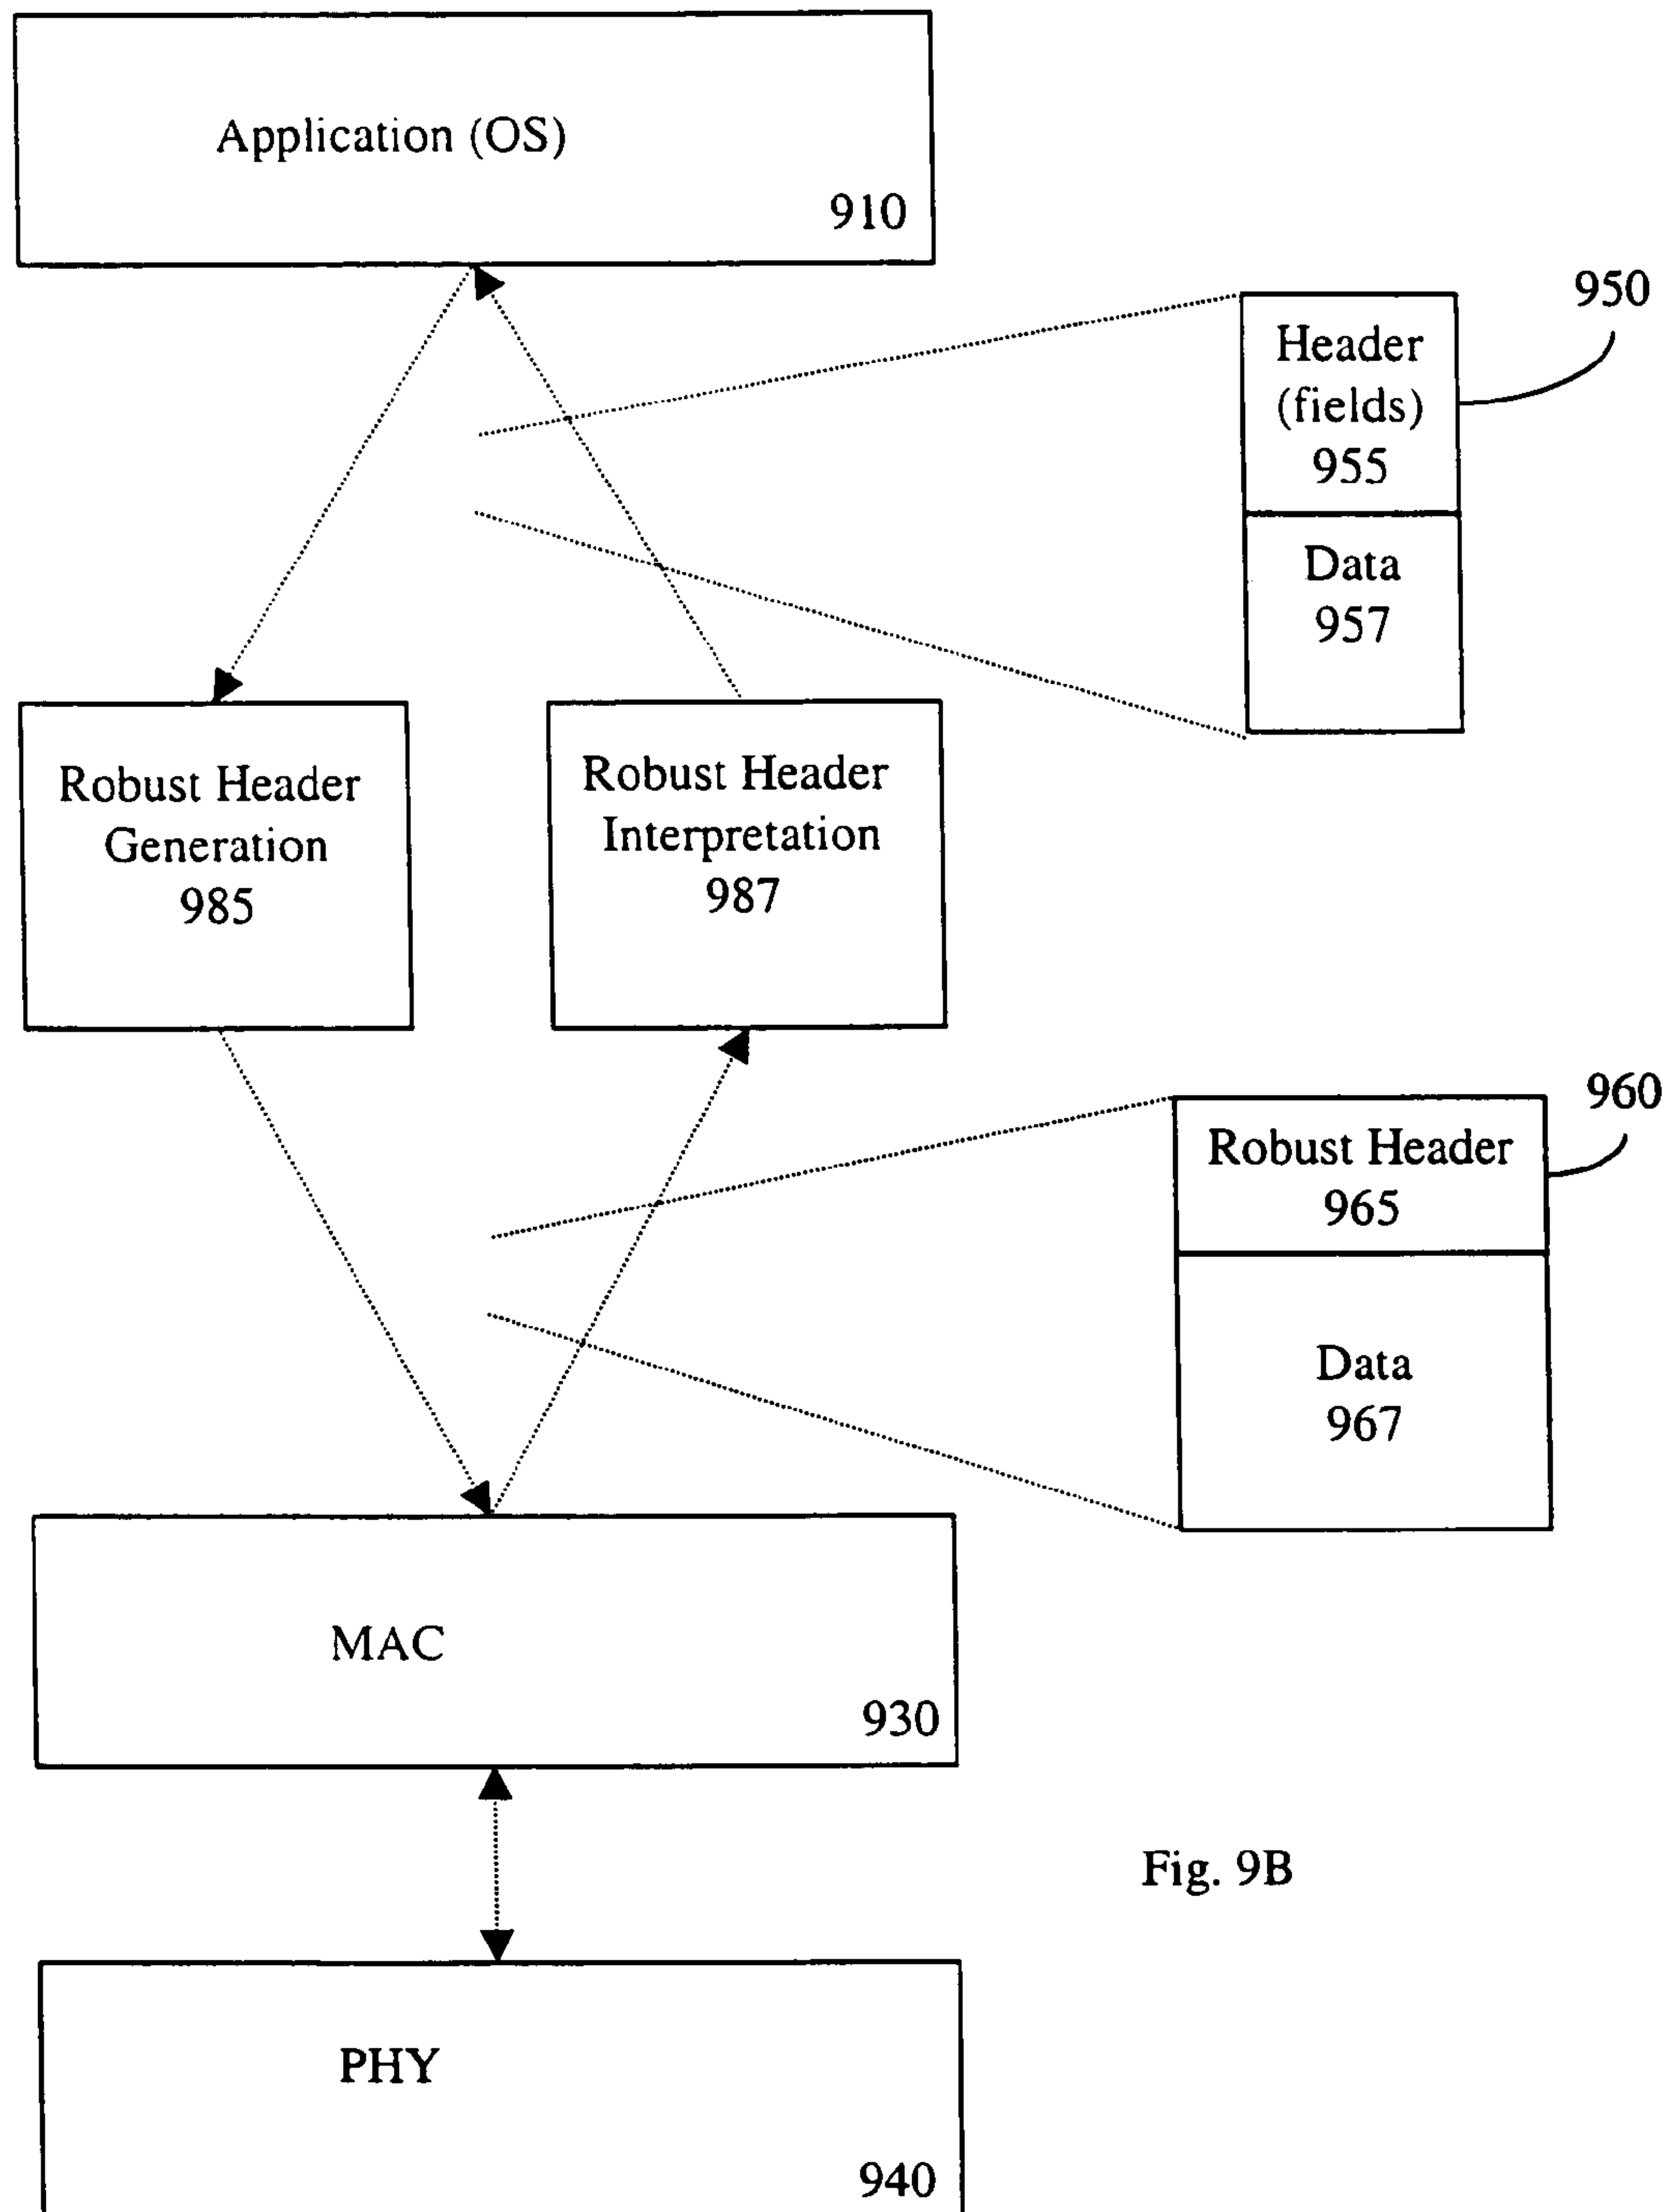 Application (OS)
910
950
Header
(fields)
955
Data
957
Robust Header
Generation
985
Robust Header
Interpretation
987
960
Robust Header
965
Data
967
MAC
930
Fig. 9B
PHY
940